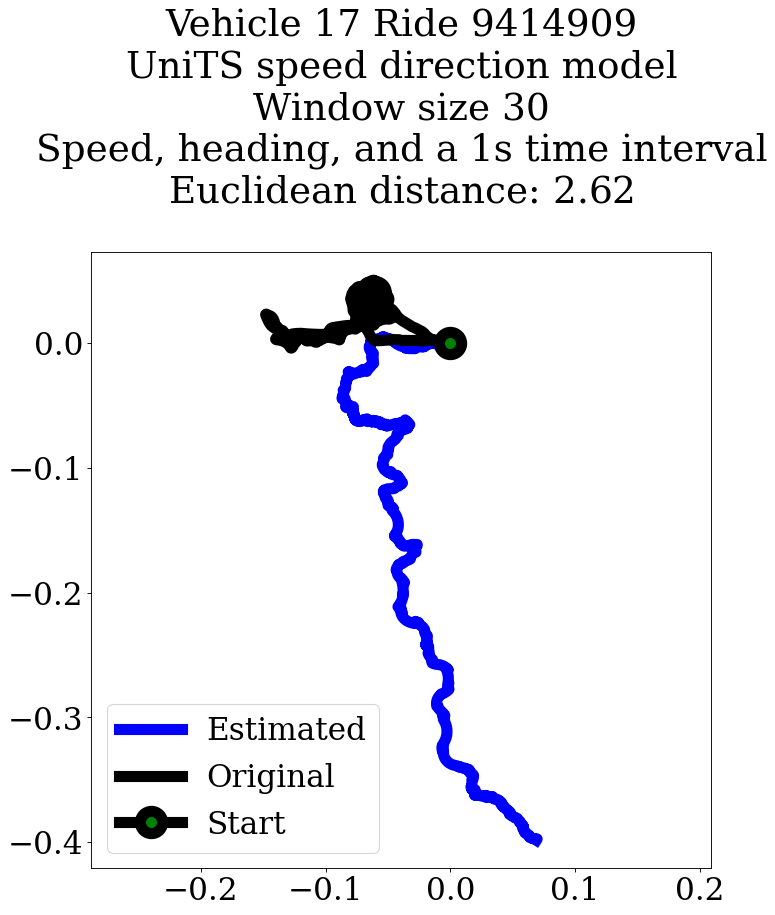 Vehicle 17 Ride 9414909
UniTS speed direction model
Window size 30
Speed, heading, and a 1s time interval
Euclidean distance: 2.62
0.0
−0.1
−0.2
−0.3
−0.4
Estimated
Original
Start
−0.2
−0.1
0.0
0.1
0.2